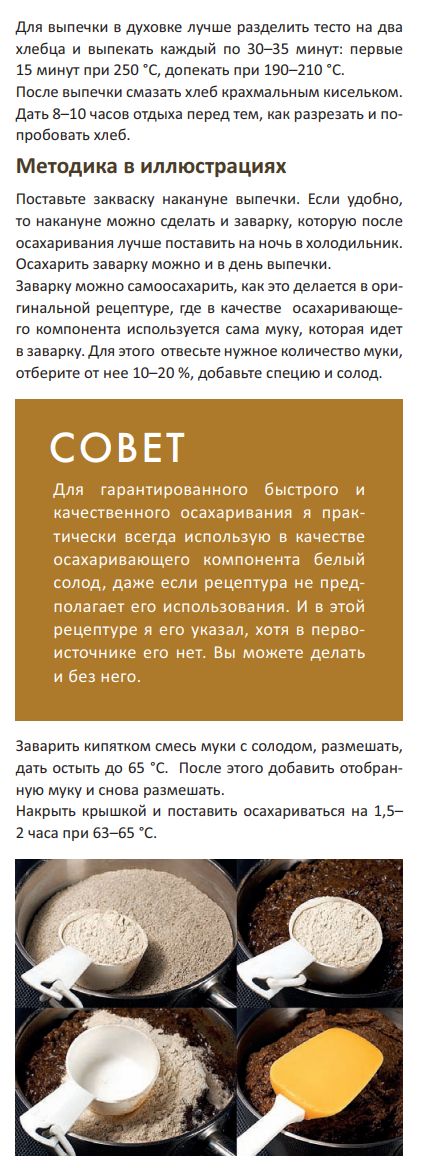 Для выпечки в духовке лучше разделить тесто на два
хлебца и выпекать каждый по 30–35 минут: первые
15 минут при 250 °С, допекать при 190–210 °С.
После выпечки смазать хлеб крахмальным кисельком.
Дать 8–10 часов отдыха перед тем, как разрезать и по-
пробовать хлеб.
Методика в иллюстрациях
Поставьте закваску накануне выпечки. Если удобно,
то накануне можно сделать и заварку, которую после
осахаривания лучше поставить на ночь в холодильник.
Осахарить заварку можно и в день выпечки.
Заварку можно самоосахарить, как это делается в ори-
гинальной рецептуре, где в качестве осахаривающе-
го компонента используется сама муку, которая идет
в заварку. Для этого отвесьте нужное количество муки,
отберите от нее 10–20 %, добавьте специю и солод.
СОВЕТ
Для гарантированного быстрого и
качественного осахаривания я прак-
тически всегда использую в качестве
осахаривающего компонента белый
солод, даже если рецептура не пред-
полагает его использования. И в этой
рецептуре я его указал, хотя в перво-
источнике его нет. Вы можете делать
и без него.
Заварить кипятком смесь муки с солодом, размешать,
дать остыть до 65 °С. После этого добавить отобран-
ную муку и снова размешать.
Накрыть крышкой и поставить осахариваться на 1,5–
2 часа при 63–65 °С.